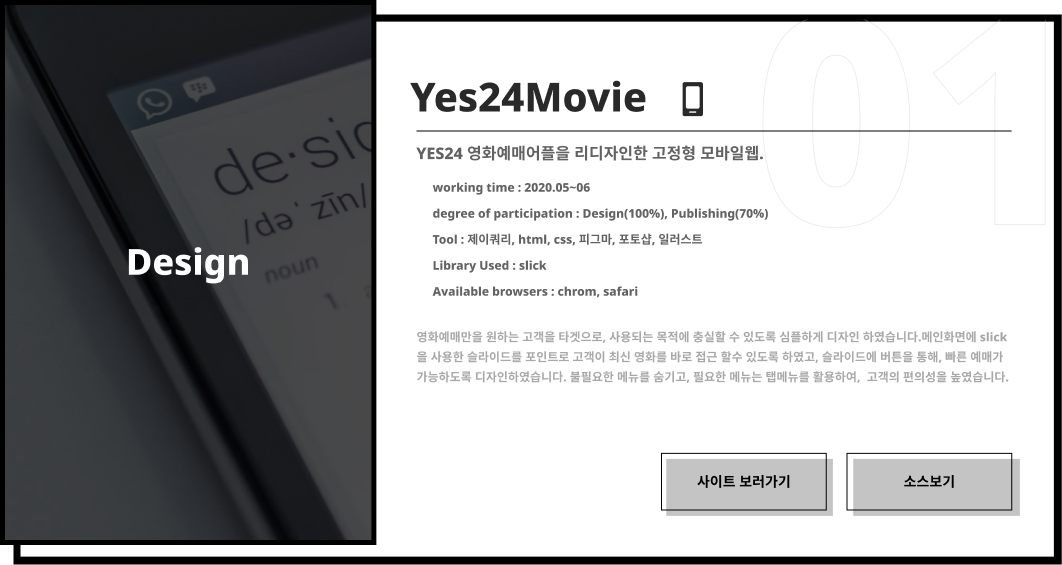 01
Yes24Movie
YES24 영화예매어플을 리디자인한 고정형 모바일웹.
working time : 2020.05~06
degree of participation : Design(100%), Publishing(70%)
Tool : 제이쿼리, html, css, 피그마, 포토샵, 일러스트
Library Used : slick
Available browsers : chrom, safari
영화예매만을 원하는 고객을 타겟으로, 사용되는 목적에 충실할 수 있도록 심플하게 디자인 하였습니다.메인화면에 slick
을 사용한 슬라이드를 포인트로 고객이 최신 영화를 바로 접근 할수 있도록 하였고, 슬라이드에 버튼을 통해, 빠른 예매가
가능하도록 디자인하였습니다. 불필요한 메뉴를 숨기고, 필요한 메뉴는 탭메뉴를 활용하여, 고객의 편의성을 높였습니다.
사이트 보러가기
소스보기
de·sig
/dəˈzīn/
noun
1.
Design